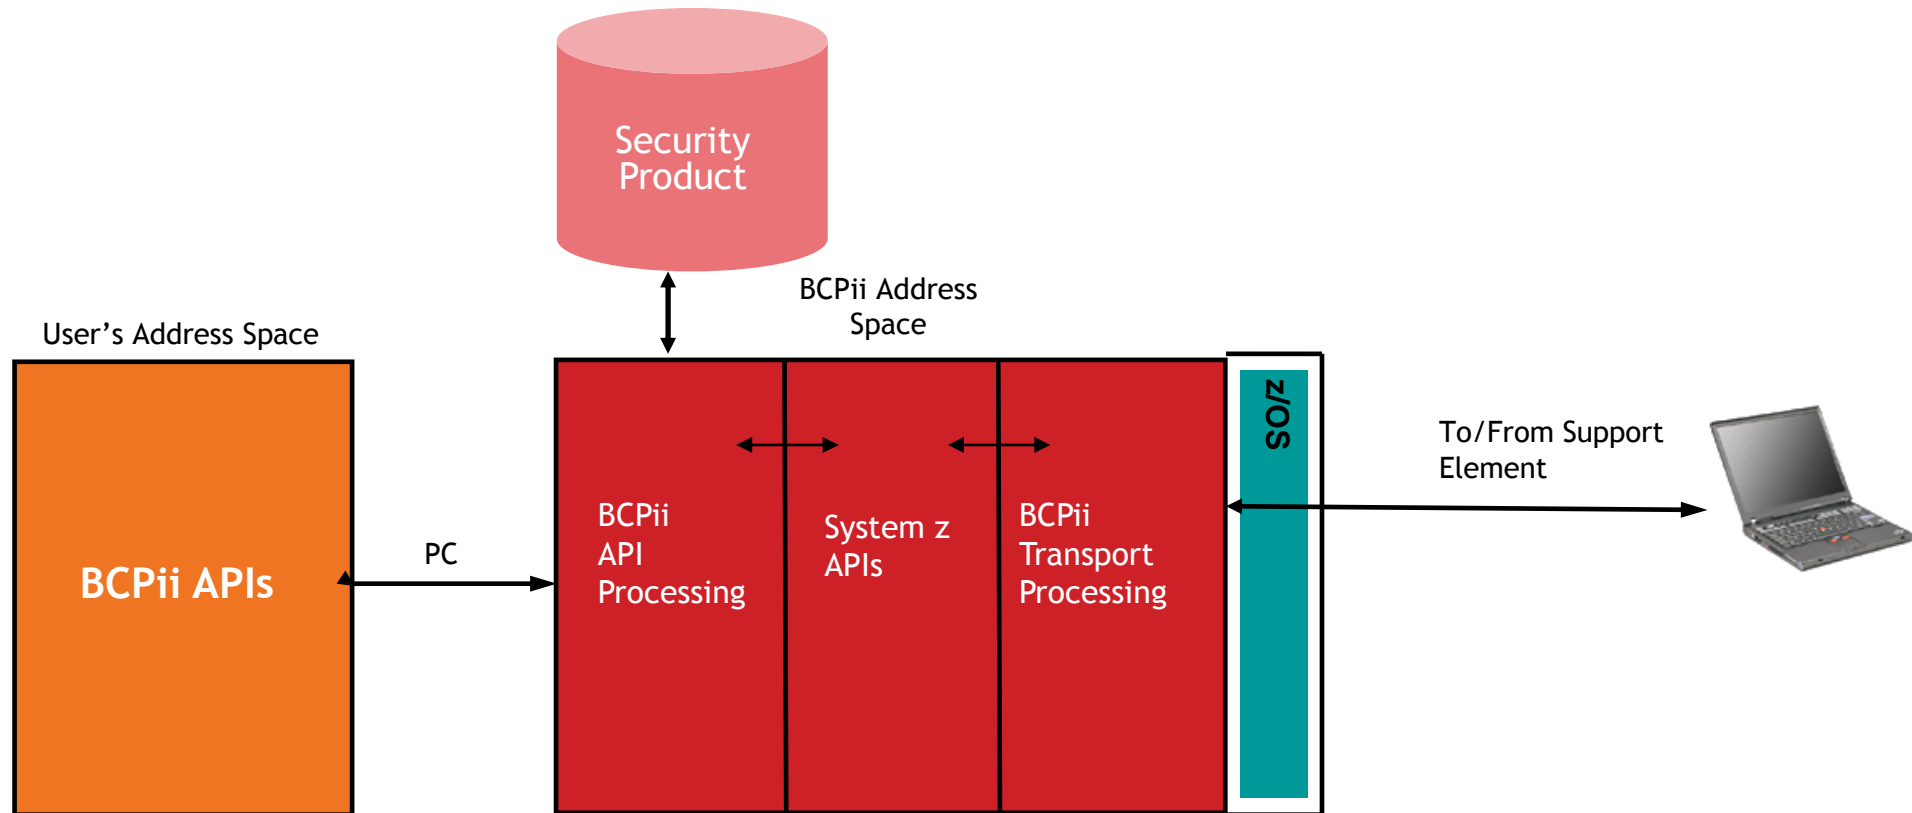 Security
Product
BCPii Address
Space
User’s Address Space
BCPii APIs
PC
BCPii
API
Processing
System z
APIs
BCPii
Transport
Processing
z/OS
To/From Support
Element